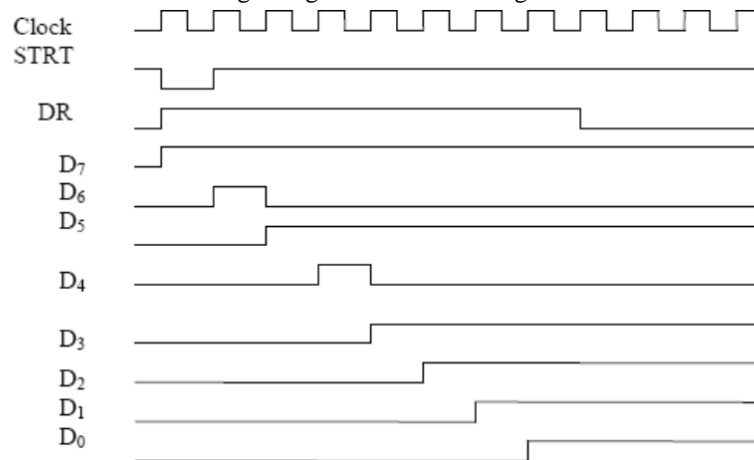 Clock
STRT
DR
D₇
D₆
D₅
D₄
D₃
D₂
D₁
D₀